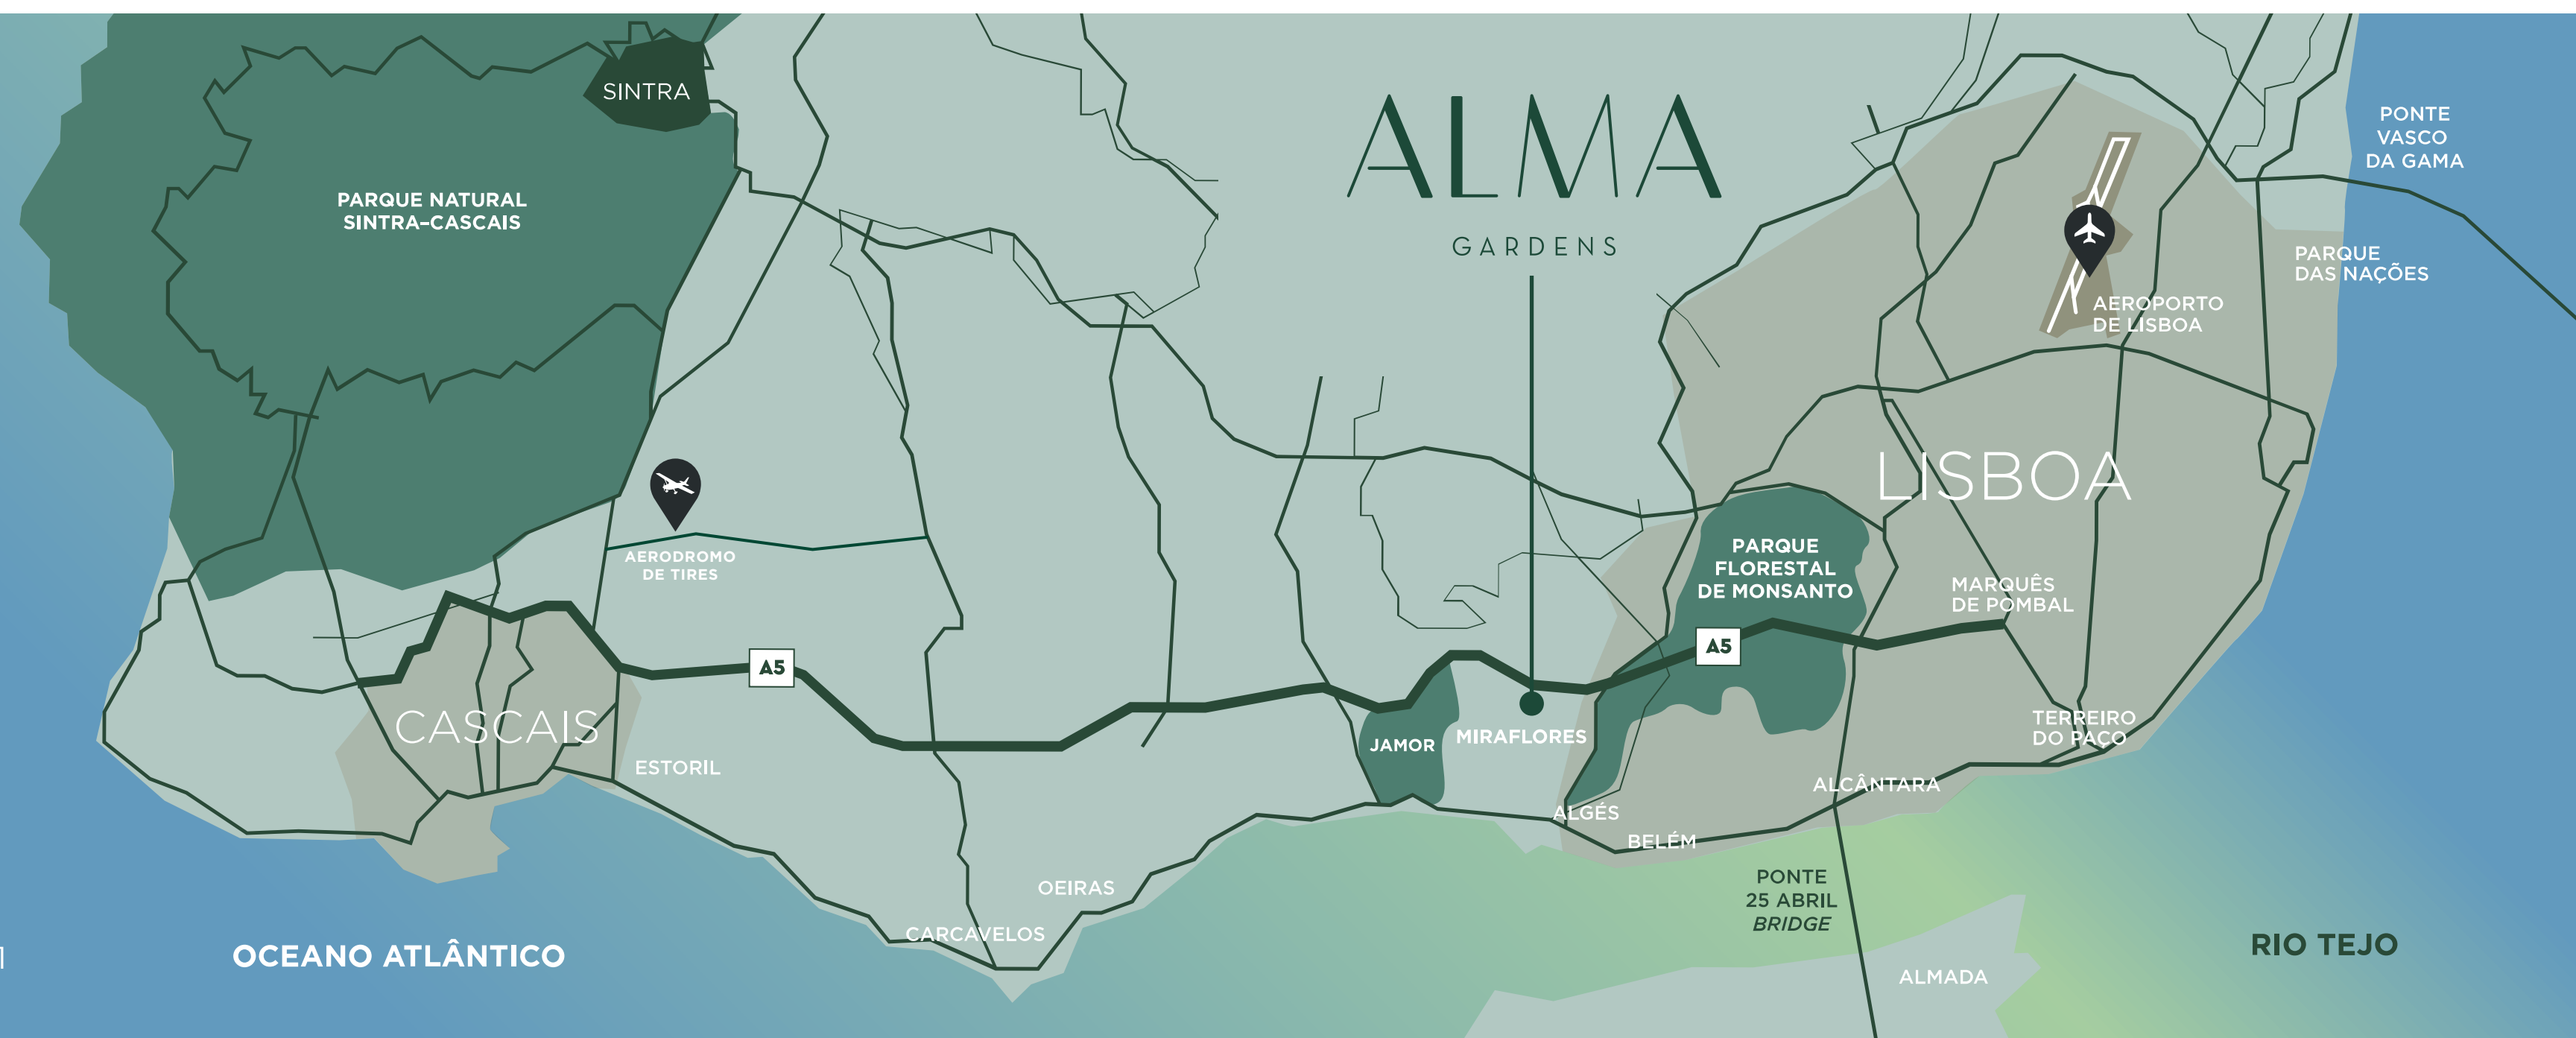 SINTRA
PARQUE NATURAL
SINTRA-CASCAIS
ALMA
GARDENS
PONTE
VASCO
DA GAMA
PARQUE
DAS NAÇÕES
AEROPORTO
DE LISBOA
LISBOA
AERODROMO
DE TIRES
PARQUE
FLORESTAL
DE MONSANTO
MARQUÊS
DE POMBAL
A5
A5
CASCAIS
ESTORIL
JAMOR
MIRAFLORES
TERREIRO
DO PAÇO
ALCÂNTARA
ALGÉS
BELÉM
OEIRAS
CARCAVELOS
PONTE
25 ABRIL
BRIDGE
OCEANO ATLÂNTICO
RIO TEJO
ALMADA